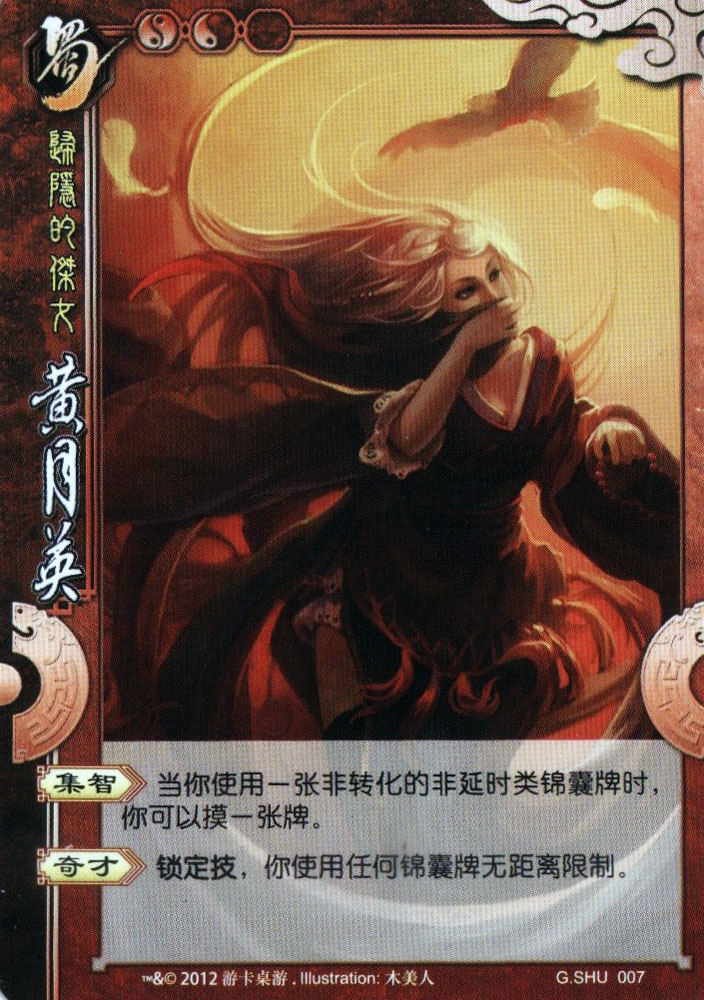 蜀
歸隱的傑女
黄月英
集智 当你使用一张非转化的非延时类锦囊牌时，
你可以摸一张牌。
奇才 锁定技，你使用任何锦囊牌无距离限制。
™&© 2012 游卡桌游 . Illustration: 木美人 G.SHU 007